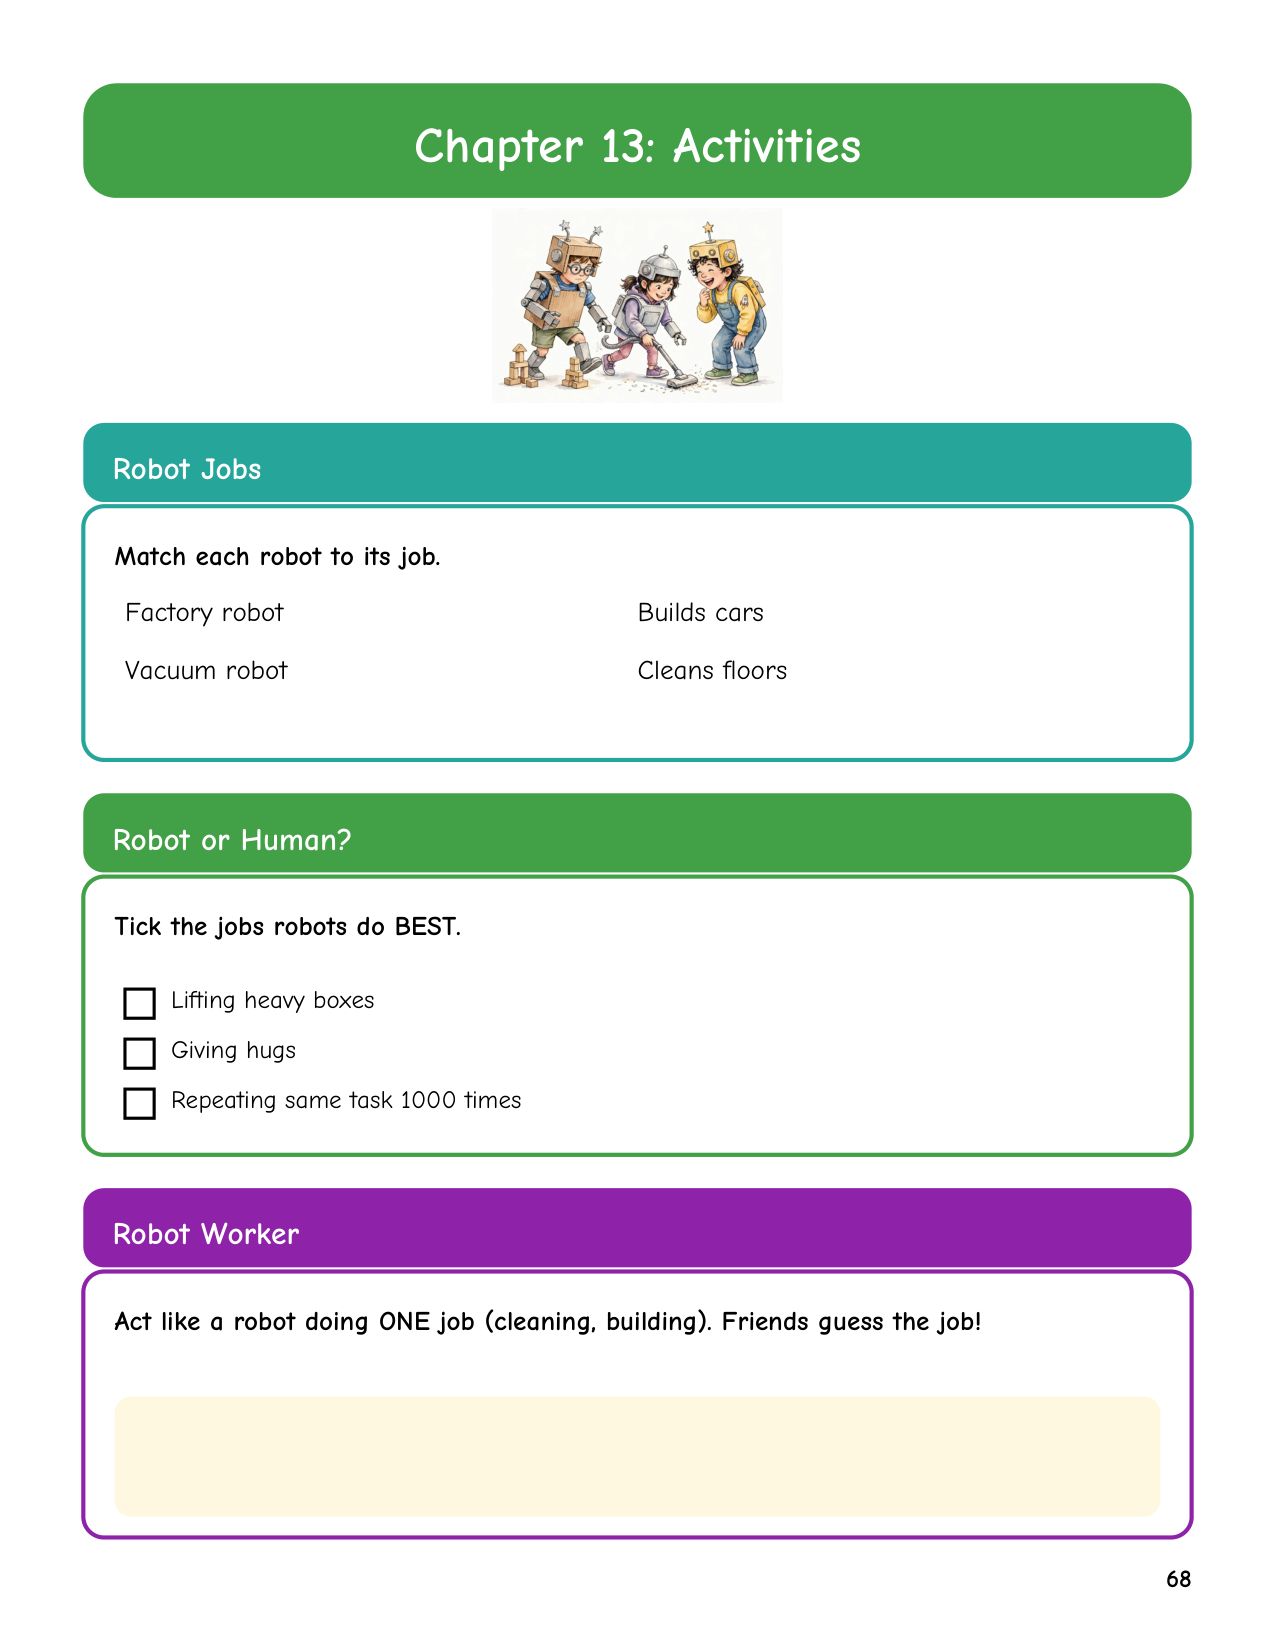 Chapter 13: Activities
Robot Jobs
Match each robot to its job.
Factory robot
Builds cars
Vacuum robot
Cleans floors
Robot or Human?
Tick the jobs robots do BEST.
Lifting heavy boxes
Giving hugs
Repeating same task 1000 times
Robot Worker
Act like a robot doing ONE job (cleaning, building). Friends guess the job!
68